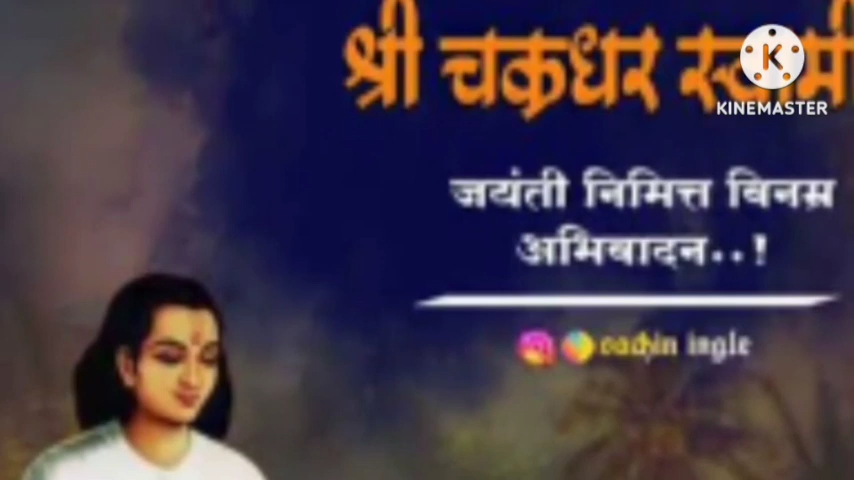 श्री चक्रधर स्वामी
KINEMASTER
जयंती निमित्त विनम्र
अभिवादन..!
sachin ingle